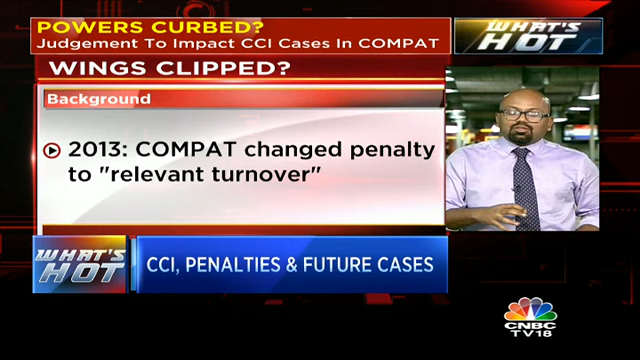 POWERS CURBED?
Judgement To Impact CCI Cases In COMPAT
WHAT'S
HOT
WINGS CLIPPED?
Background
2013: COMPAT changed penalty
to "relevant turnover"
WHAT'S
HOT
CCI, PENALTIES & FUTURE CASES
CNBC
TV18